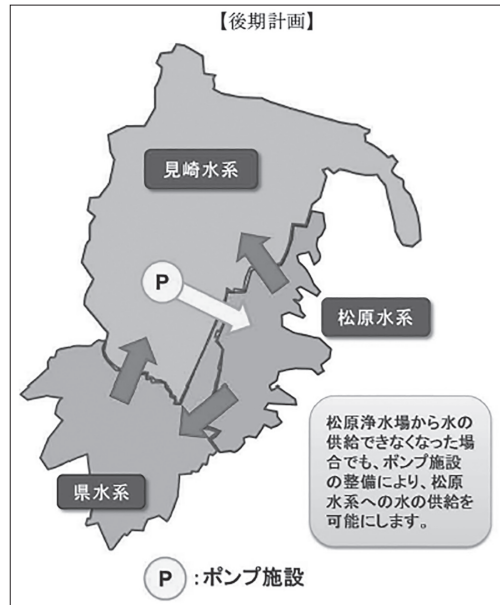 【後期計画】
見崎水系
P
松原水系
松原浄水場から水の
供給できなくなった場
合でも、ポンプ施設
の整備により、松原
水系への水の供給を
可能にします。
県水系
P :ポンプ施設